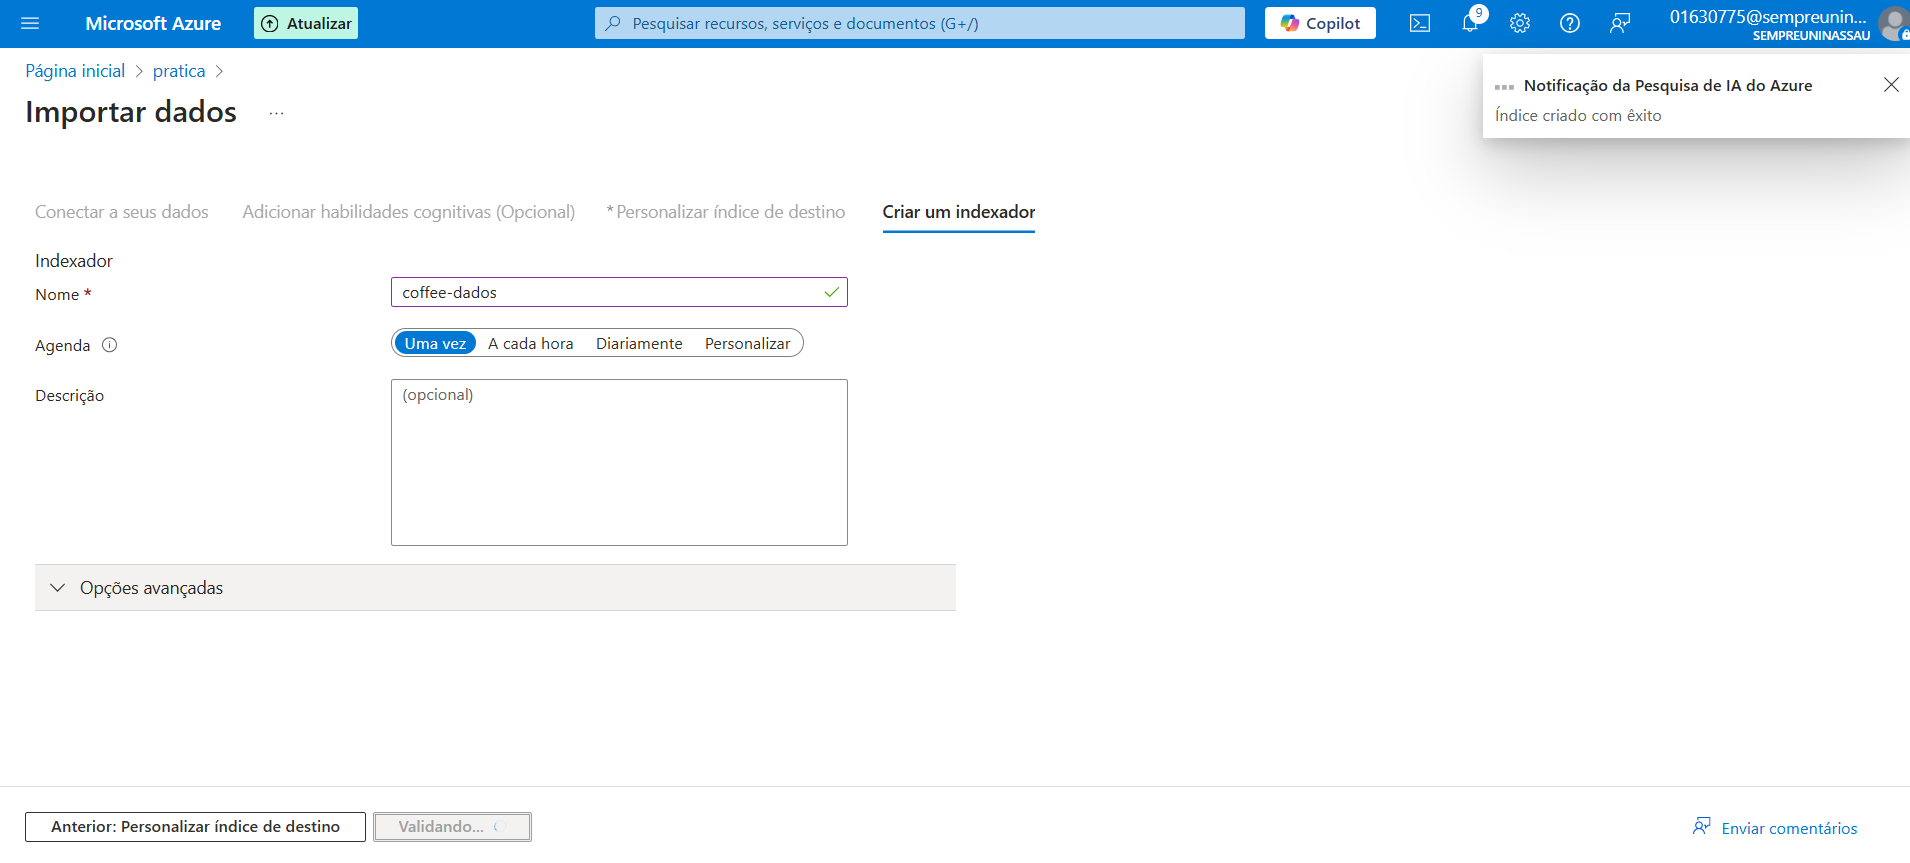 Microsoft Azure
Atualizar
Pesquisar recursos, serviços e documentos (G+/)
Copilot
9
01630775@sempreunin...
SEMPREUNINASSAU
Página inicial > pratica >
Importar dados ...
Notificação da Pesquisa de IA do Azure
Índice criado com êxito
Conectar a seus dados Adicionar habilidades cognitivas (Opcional) * Personalizar índice de destino Criar um indexador
Indexador
Nome *
coffee-dados
Agenda
Uma vez A cada hora Diariamente Personalizar
Descrição
(opcional)
Opções avançadas
Anterior: Personalizar índice de destino
Validando...
Enviar comentários